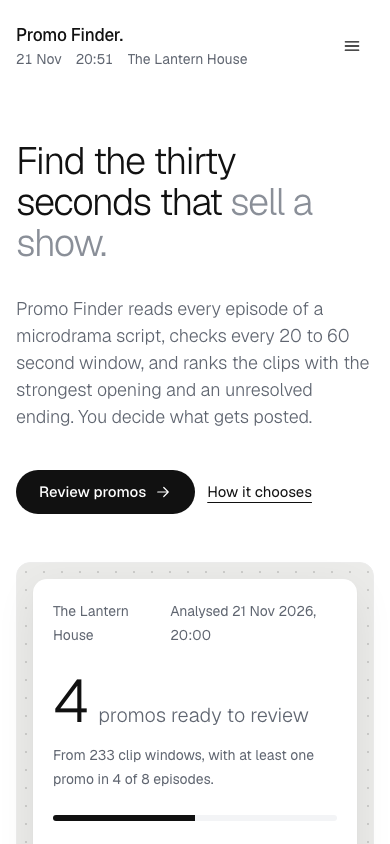 Promo Finder.
21 Nov 20:51 The Lantern House
Find the thirty
seconds that sell a
show.
Promo Finder reads every episode of a
microdrama script, checks every 20 to 60
second window, and ranks the clips with the
strongest opening and an unresolved
ending. You decide what gets posted.
Review promos → How it chooses
The Lantern House
Analysed 21 Nov 2026, 20:00
4 promos ready to review
From 233 clip windows, with at least one
promo in 4 of 8 episodes.